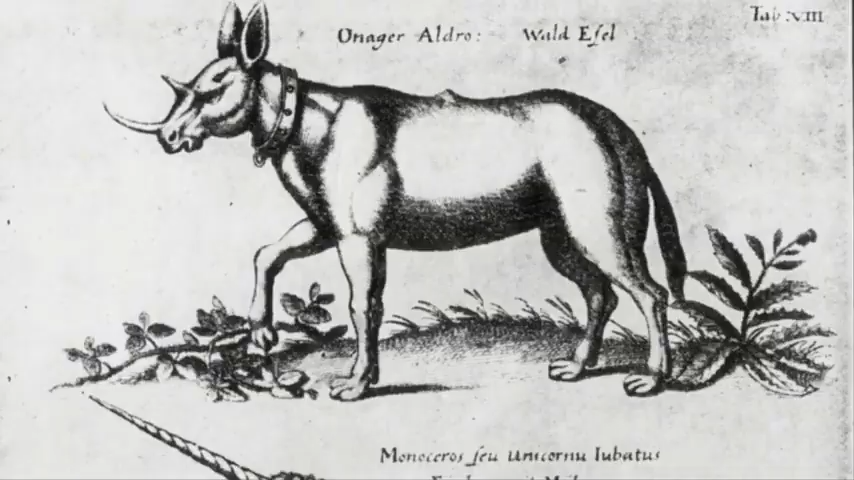 Tab: VIII
Onager Aldro: Wald Esel
Monoceros seu Unicornu Iubatus